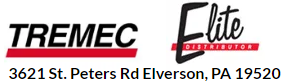 TREMEC
Elite
DISTRIBUTOR
3621 St. Peters Rd Elverson, PA 19520